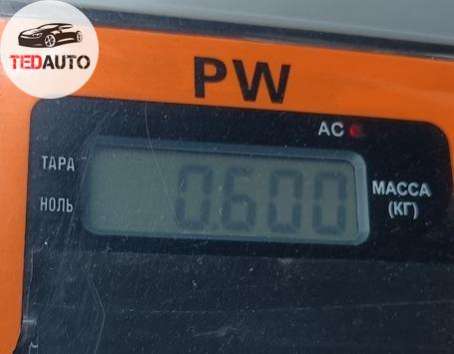 TEDAUTO
PW
AC
ТАРА
НОЛЬ
0.600
МАССА
(КГ)